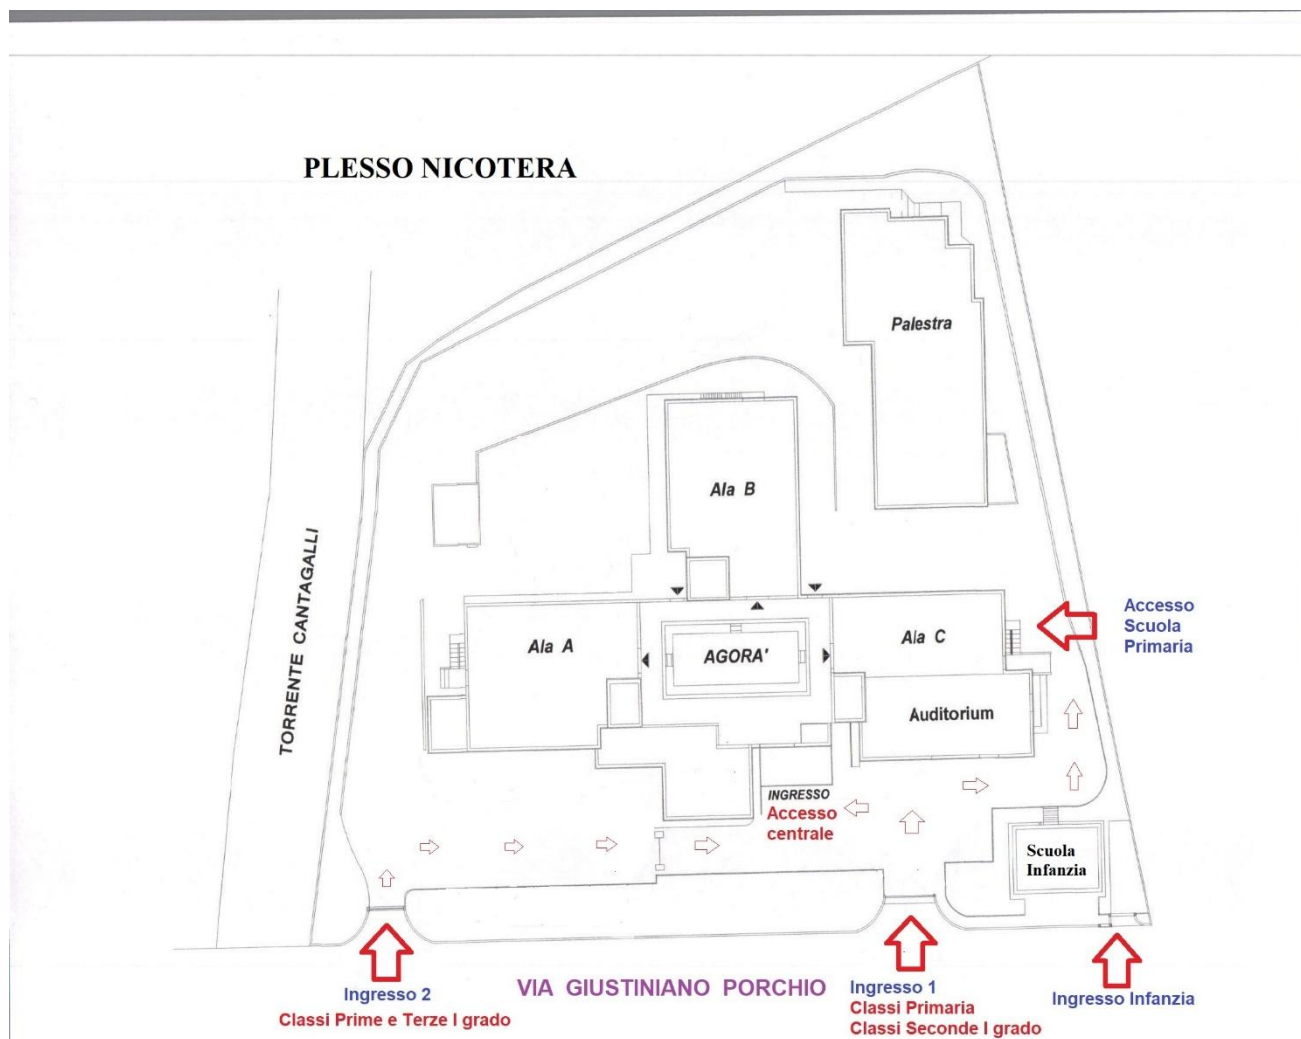 PLESSO NICOTERA
Palestra
Ala B
TORRENTE CANTAGALLI
Accesso
Scuola
Primaria
Ala A
AGORA'
Ala C
Auditorium
INGRESSO
Accesso
centrale
Scuola
Infanzia
Ingresso 2
Classi Prime e Terze I grado
VIA GIUSTINIANO PORCHIO
Ingresso 1
Classi Primaria
Classi Seconde I grado
Ingresso Infanzia